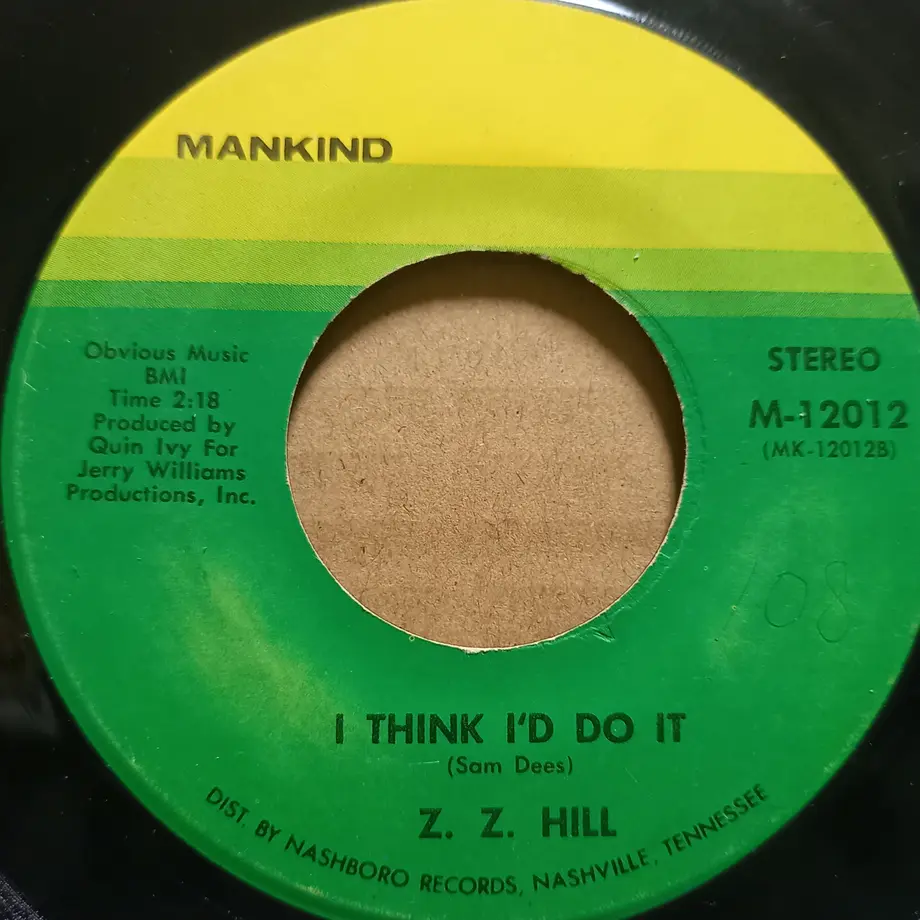 MANKIND
Obvious Music
BMI
Time 2:18
Produced by
Quin Ivy For
Jerry Williams
Productions, Inc.
STEREO
M-12012
(MK-12012B)
108
I THINK I'D DO IT
(Sam Dees)
Z. Z. HILL
DIST. BY NASHBORO RECORDS, NASHVILLE, TENNESSEE